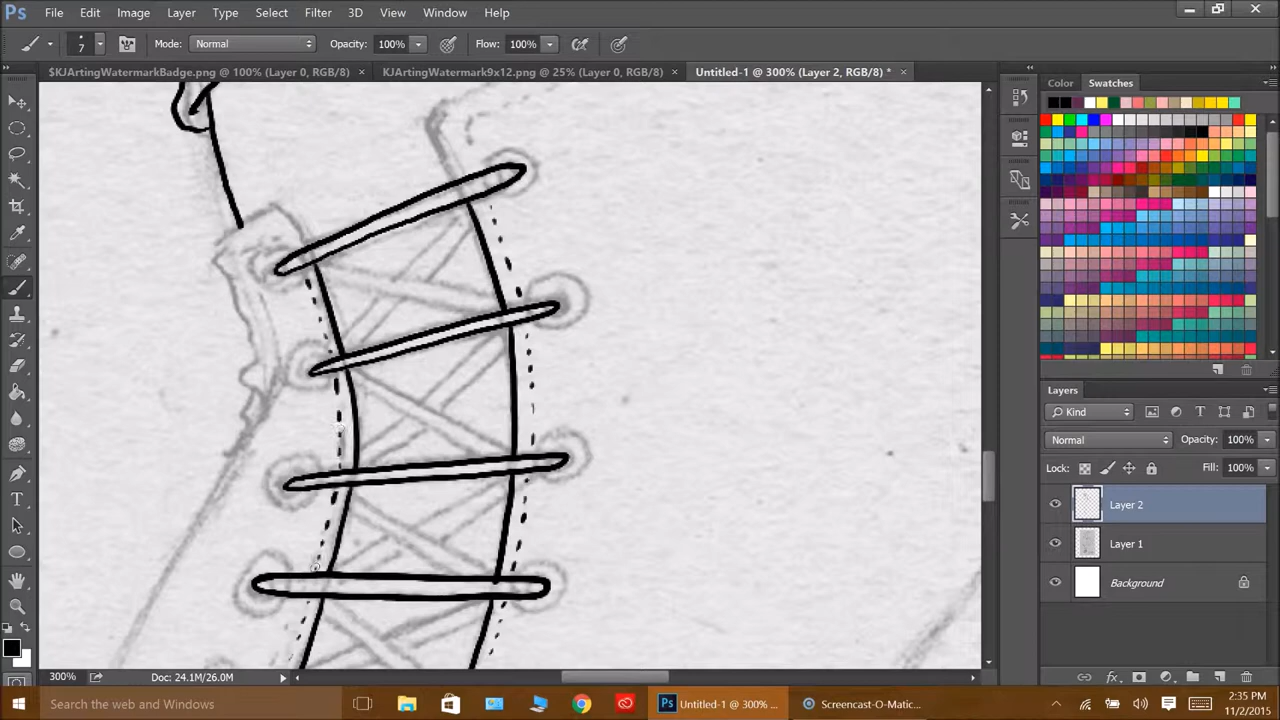 Ps File Edit Image Layer Type Select Filter 3D View Window Help
7 Mode: Normal Opacity: 100% Flow: 100%
$KJArtingWatermarkBadge.png @ 100% (Layer 0, RGB/8) × KJArtingWatermark9x12.png @ 25% (Layer 0, RGB/8) × Untitled-1 @ 300% (Layer 2, RGB/8) * ×
Color Swatches
Layers
Kind
Normal Opacity: 100%
Lock: Fill: 100%
Layer 2
Layer 1
Background
300% Doc: 24.1M/26.0M
Search the web and Windows
Ps Untitled-1 @ 300% ...
Screencast-O-Matic...
2:35 PM
11/2/2015